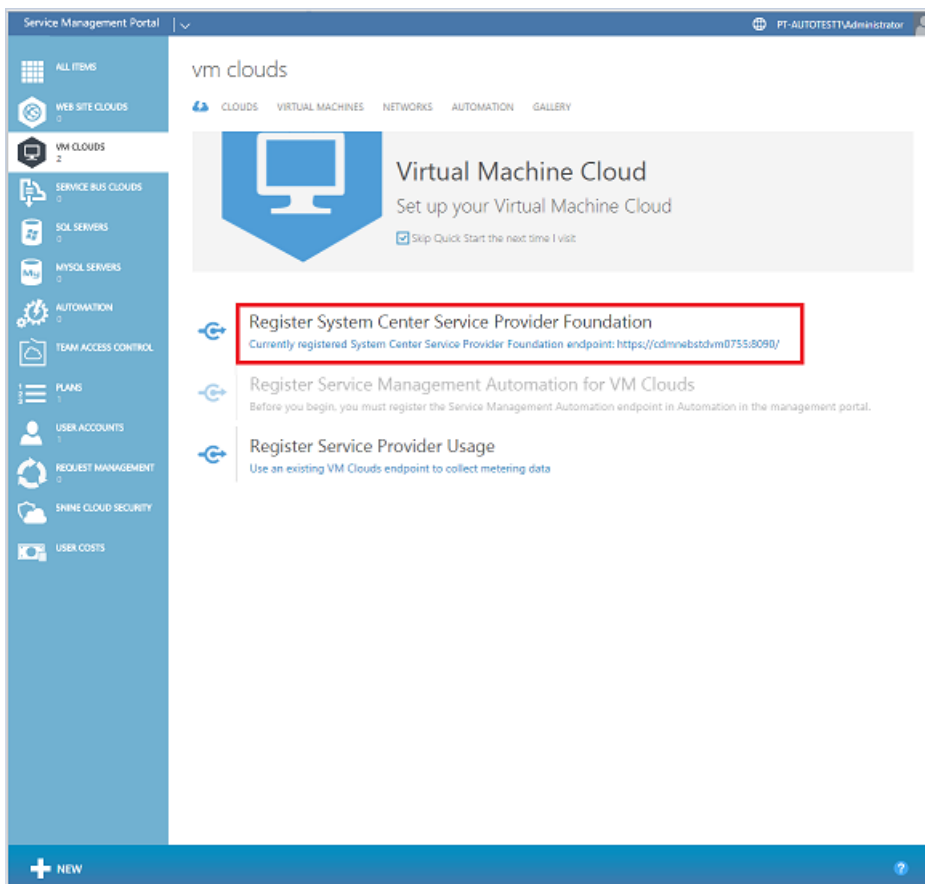 Service Management Portal
PT-AUTOTEST1\Administrator
ALL ITEMS
WEB SITE CLOUDS
0
VM CLOUDS
2
SERVICE BUS CLOUDS
0
SQL SERVERS
0
MYSQL SERVERS
0
AUTOMATION
0
TEAM ACCESS CONTROL
PLANS
1
USER ACCOUNTS
1
REQUEST MANAGEMENT
0
5NINE CLOUD SECURITY
USER COSTS
My
vm clouds
CLOUDS VIRTUAL MACHINES NETWORKS AUTOMATION GALLERY
Virtual Machine Cloud
Set up your Virtual Machine Cloud
Skip Quick Start the next time I visit
Register System Center Service Provider Foundation
Currently registered System Center Service Provider Foundation endpoint: https://cdmnebstdvm0755:8090/
Register Service Management Automation for VM Clouds
Before you begin, you must register the Service Management Automation endpoint in Automation in the management portal.
Register Service Provider Usage
Use an existing VM Clouds endpoint to collect metering data
NEW
?